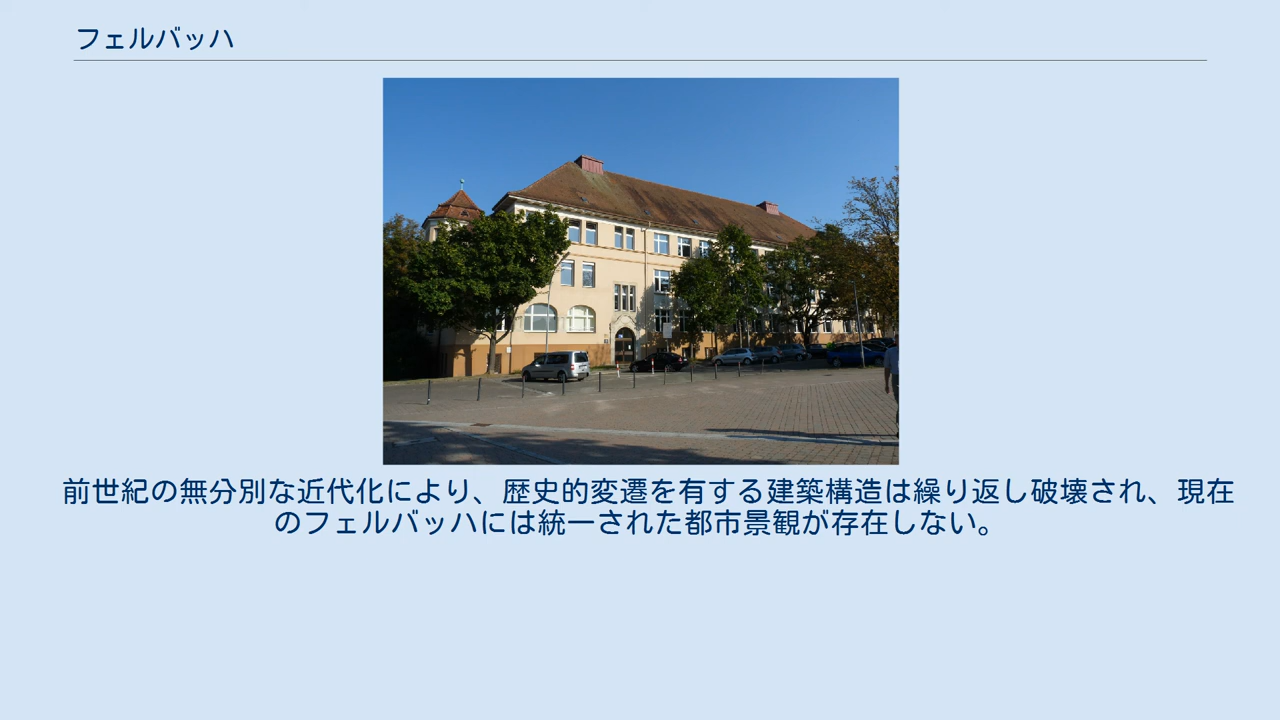 フェルバッハ
前世紀の無分別な近代化により、歴史的変遷を有する建築構造は繰り返し破壊され、現在
のフェルバッハには統一された都市景観が存在しない。